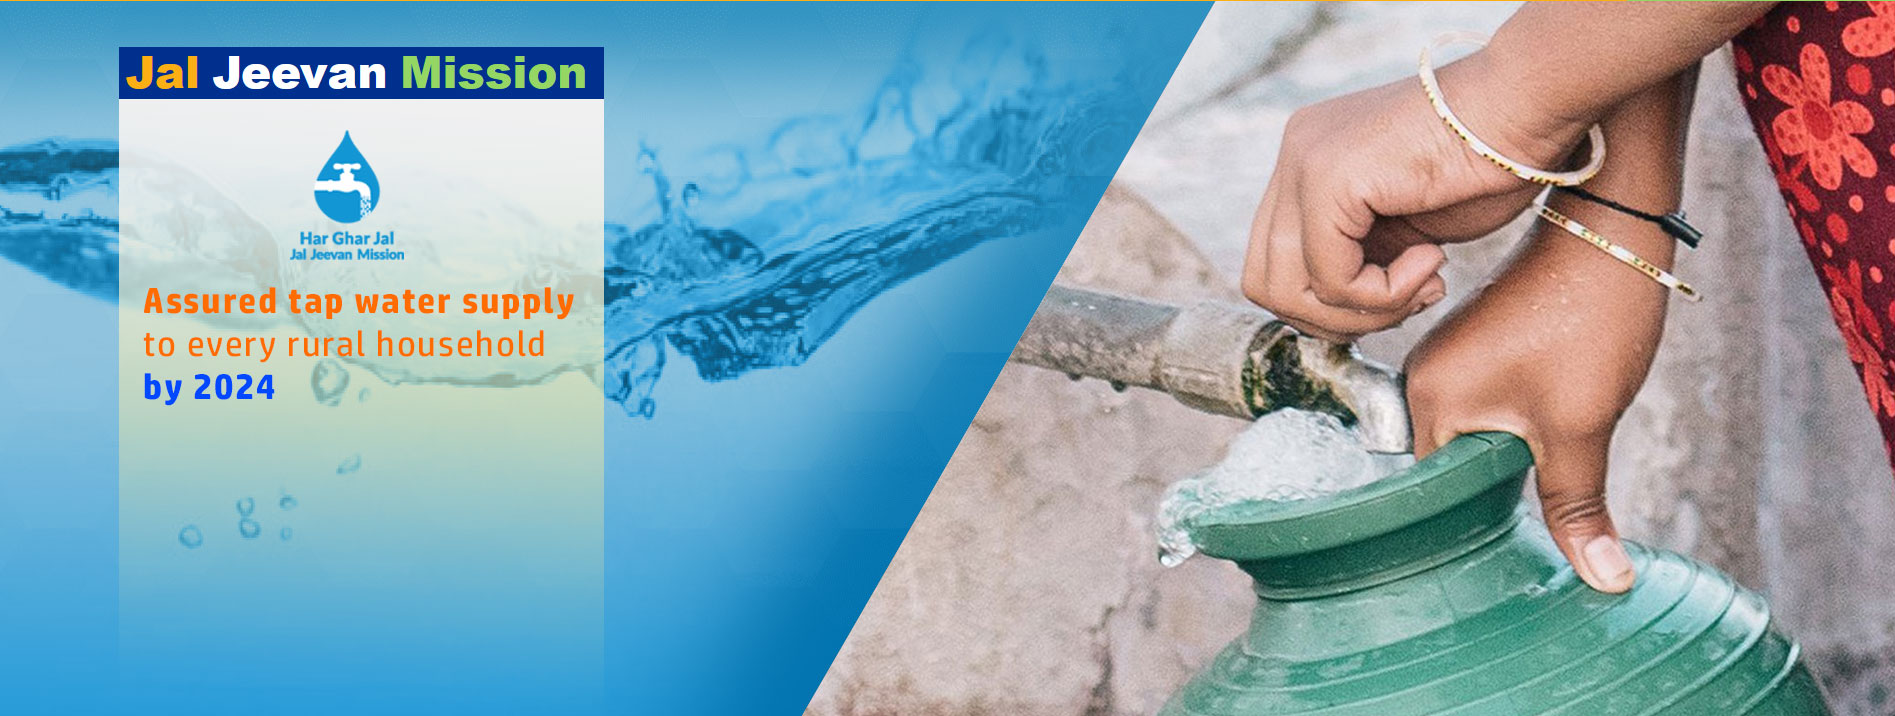 Jal Jeevan Mission
Har Ghar Jal
Jal Jeevan Mission
Assured tap water supply
to every rural household
by 2024